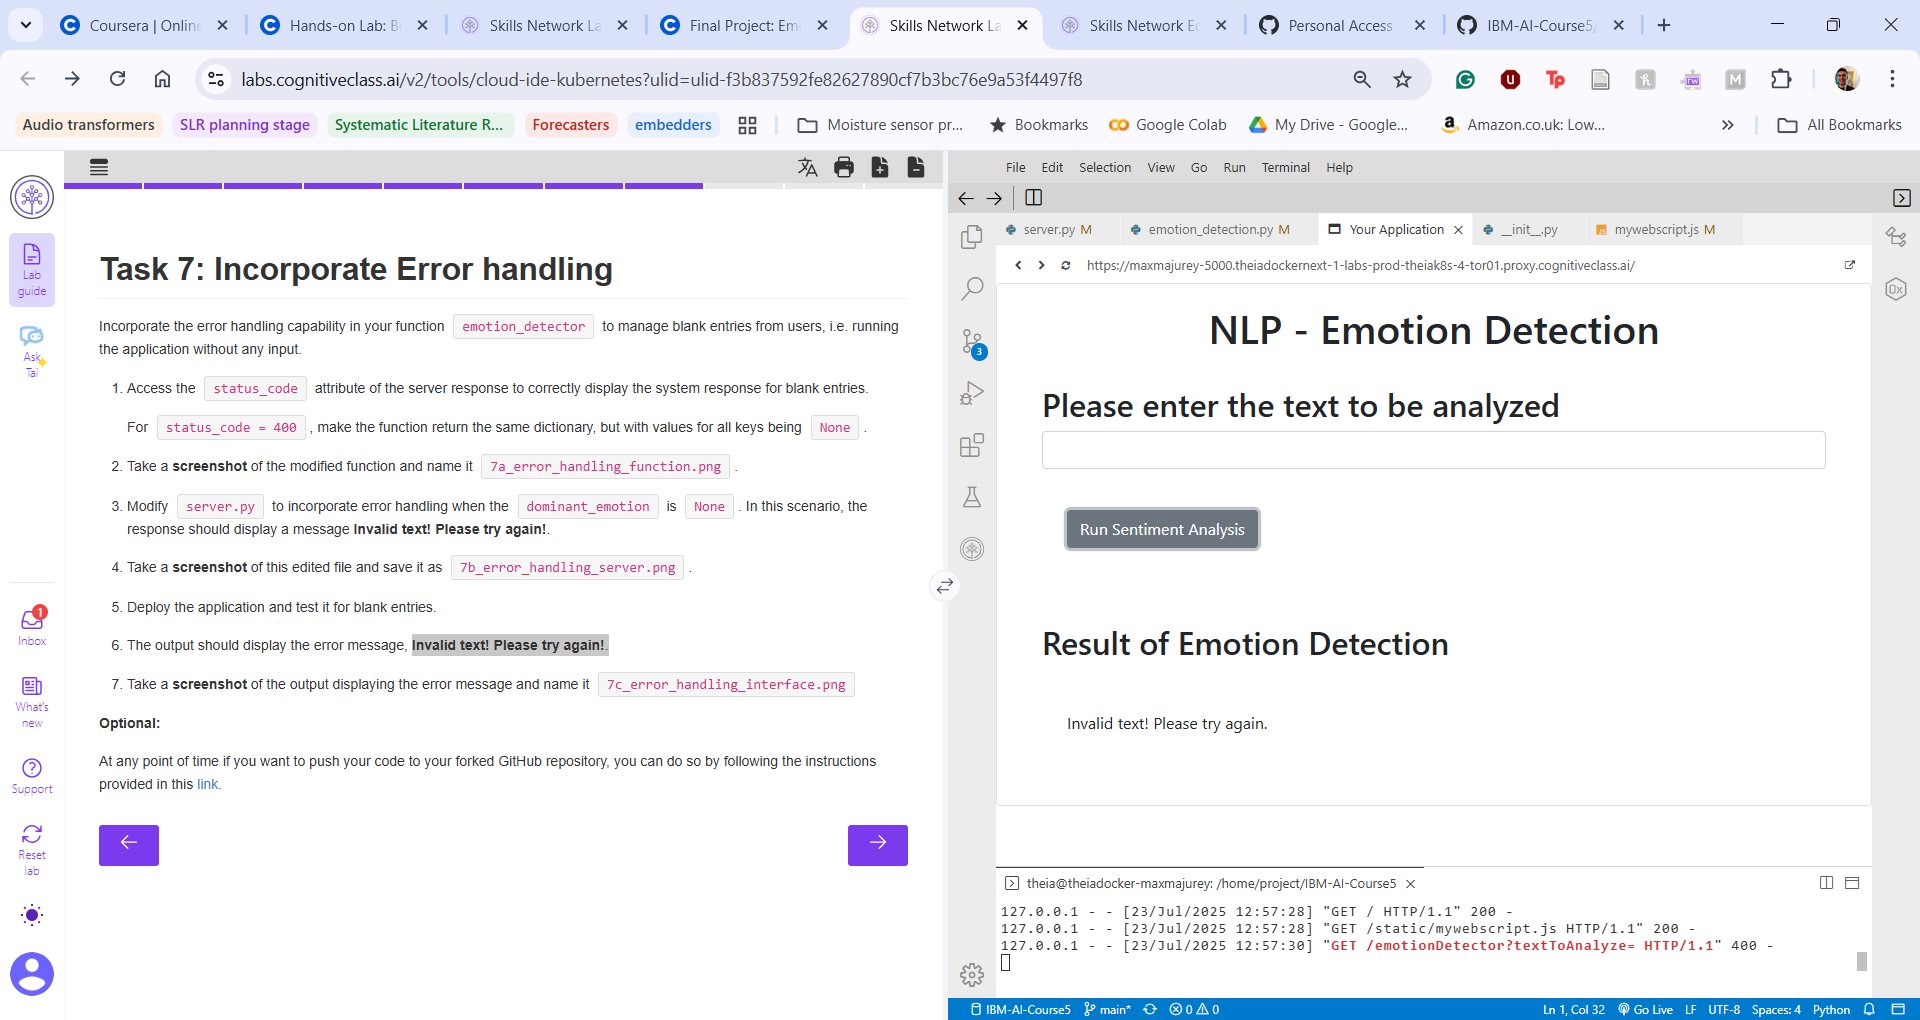 Coursera | Online
Hands-on Lab: B
Skills Network La
Final Project: Em
Skills Network La
Skills Network Ec
Personal Access
IBM-AI-Course5
labs.cognitiveclass.ai/v2/tools/cloud-ide-kubernetes?ulid=ulid-f3b837592fe82627890cf7b3bc76e9a53f4497f8
Audio transformers
SLR planning stage
Systematic Literature R...
Forecasters
embedders
Moisture sensor pr...
Bookmarks
Google Colab
My Drive - Google...
Amazon.co.uk: Low...
All Bookmarks
Lab guide
Ask Tai
1
Inbox
What's new
Support
Reset lab
Task 7: Incorporate Error handling
Incorporate the error handling capability in your function emotion_detector to manage blank entries from users, i.e. running
the application without any input.
1. Access the status_code attribute of the server response to correctly display the system response for blank entries.
For status_code = 400 , make the function return the same dictionary, but with values for all keys being None .
2. Take a screenshot of the modified function and name it 7a_error_handling_function.png .
3. Modify server.py to incorporate error handling when the dominant_emotion is None . In this scenario, the
response should display a message Invalid text! Please try again!.
4. Take a screenshot of this edited file and save it as 7b_error_handling_server.png .
5. Deploy the application and test it for blank entries.
6. The output should display the error message, Invalid text! Please try again!.
7. Take a screenshot of the output displaying the error message and name it 7c_error_handling_interface.png
Optional:
At any point of time if you want to push your code to your forked GitHub repository, you can do so by following the instructions
provided in this link.
File Edit Selection View Go Run Terminal Help
server.py M
emotion_detection.py M
Your Application
__init__.py
mywebscript.js M
https://maxmajurey-5000.theiadockernext-1-labs-prod-theiak8s-4-tor01.proxy.cognitiveclass.ai/
3
NLP - Emotion Detection
Please enter the text to be analyzed
Run Sentiment Analysis
Result of Emotion Detection
Invalid text! Please try again.
theia@theiadocker-maxmajurey: /home/project/IBM-AI-Course5
127.0.0.1 - - [23/Jul/2025 12:57:28] "GET / HTTP/1.1" 200 -
127.0.0.1 - - [23/Jul/2025 12:57:28] "GET /static/mywebscript.js HTTP/1.1" 200 -
127.0.0.1 - - [23/Jul/2025 12:57:30] "GET /emotionDetector?textToAnalyze= HTTP/1.1" 400 -
IBM-AI-Course5 main* 0 0
Ln 1, Col 32 Go Live LF UTF-8 Spaces: 4 Python